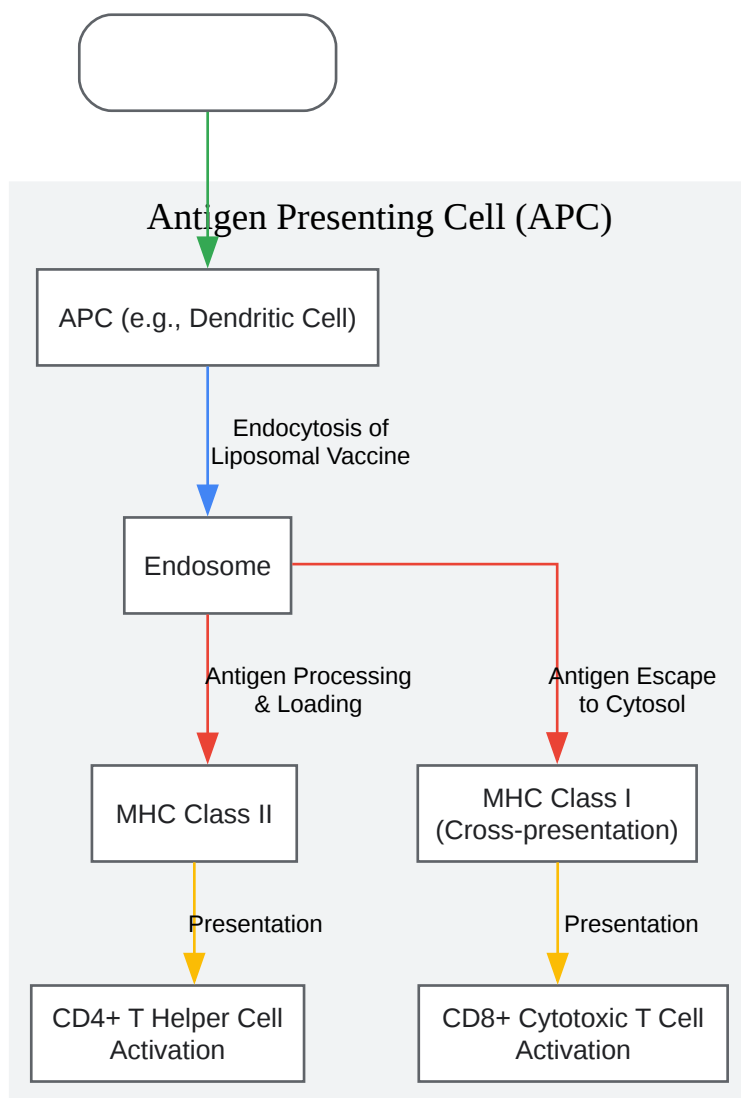 Antigen Presenting Cell (APC)
APC (e.g., Dendritic Cell)
Endocytosis of
Liposomal Vaccine
Endosome
Antigen Processing
& Loading
Antigen Escape
to Cytosol
MHC Class II
MHC Class I
(Cross-presentation)
Presentation
Presentation
CD4+ T Helper Cell
Activation
CD8+ Cytotoxic T Cell
Activation